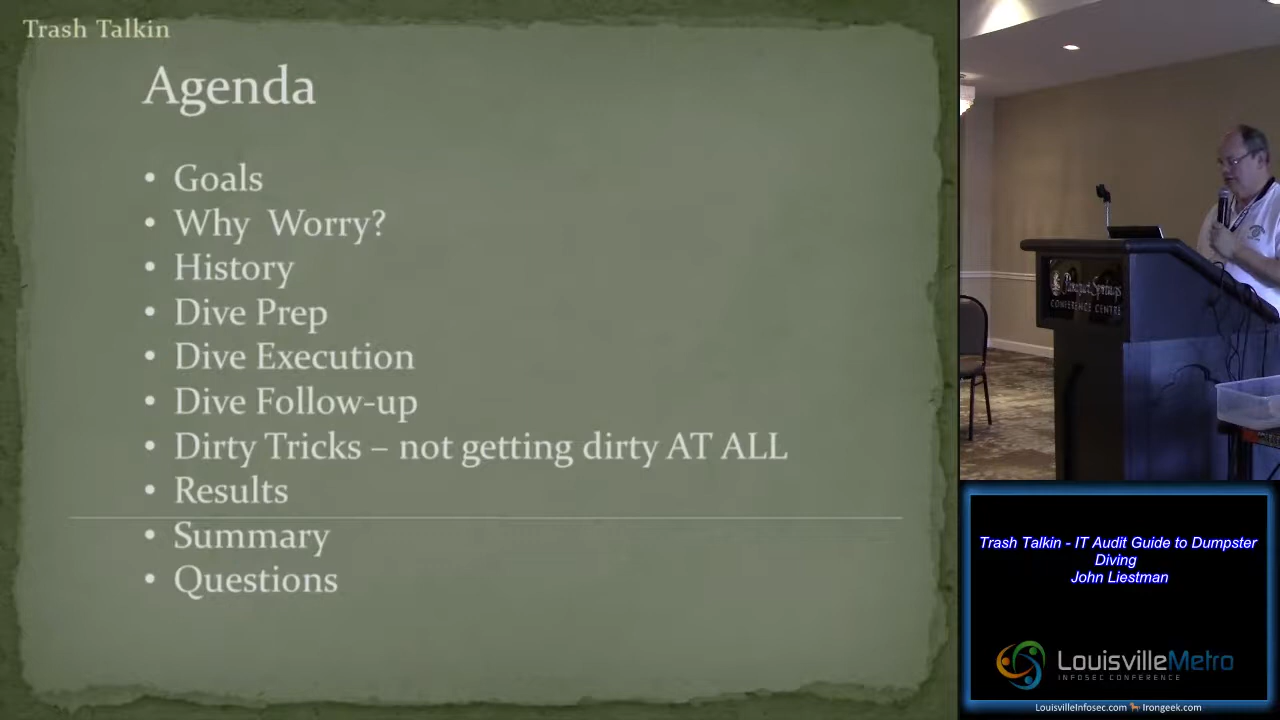 Trash Talkin
Agenda
• Goals
• Why Worry?
• History
• Dive Prep
• Dive Execution
• Dive Follow-up
• Dirty Tricks – not getting dirty AT ALL
• Results
• Summary
• Questions
CONFERENCE CENTRE
Trash Talkin - IT Audit Guide to Dumpster
Diving
John Liestman
LouisvilleMetro
INFOSEC CONFERENCE
LouisvilleInfosec.com Irongeek.com